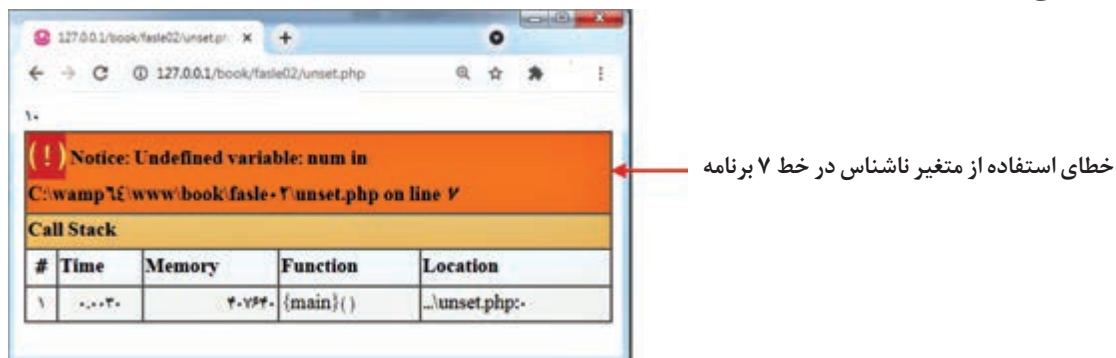 127.0.0.1/book/fasle02/unset.ph
127.0.0.1/book/fasle02/unset.php
۱۰
(!) Notice: Undefined variable: num in
C:\wamp٦٤\www\book\fasle۰۲\unset.php on line ۷
Call Stack
# Time Memory Function Location
۱ ۰.۰۰۳۰ ۴۰۷۶۴۰ {main}( ) ...\unset.php:۰
خطای استفاده از متغیر ناشناس در خط ۷ برنامه